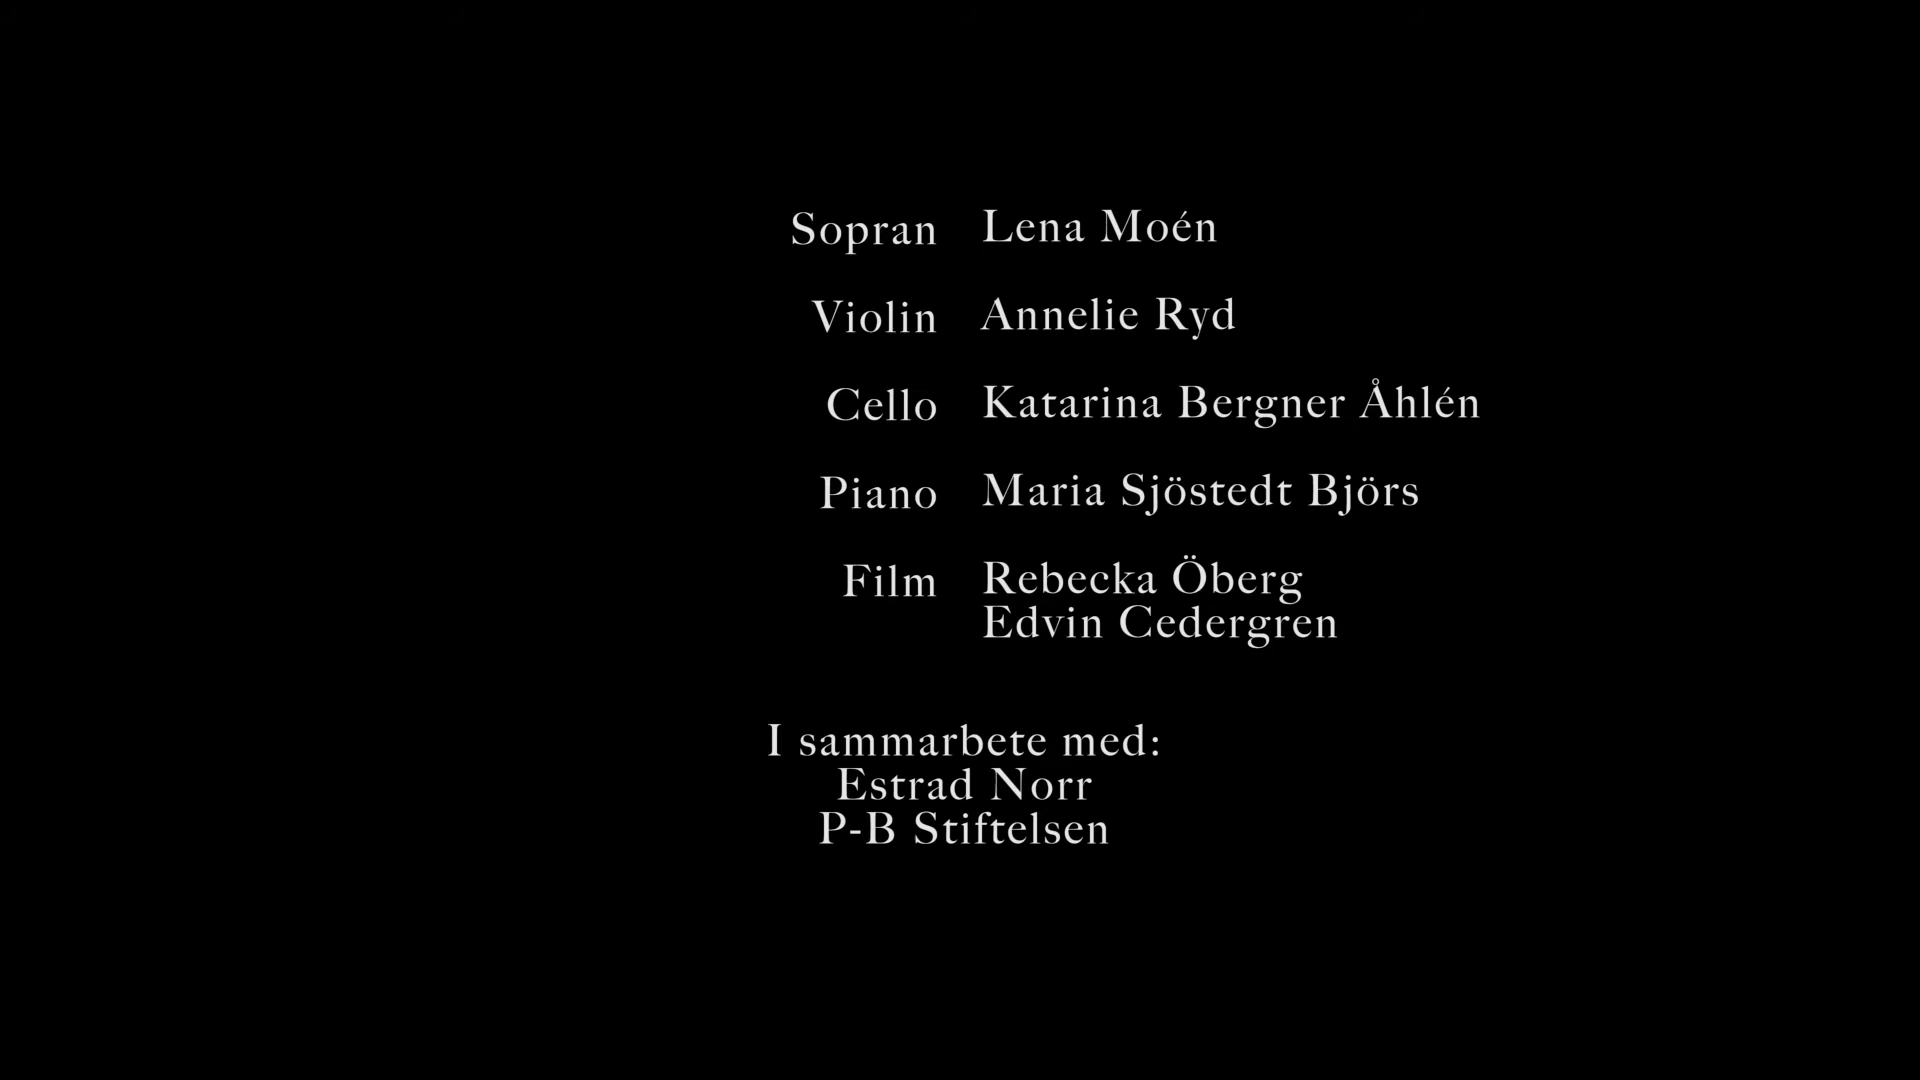 Sopran Lena Moén
Violin Annelie Ryd
Cello Katarina Bergner Åhlén
Piano Maria Sjöstedt Björs
Film Rebecka Öberg
Edvin Cedergren
I sammarbete med:
Estrad Norr
P-B Stiftelsen